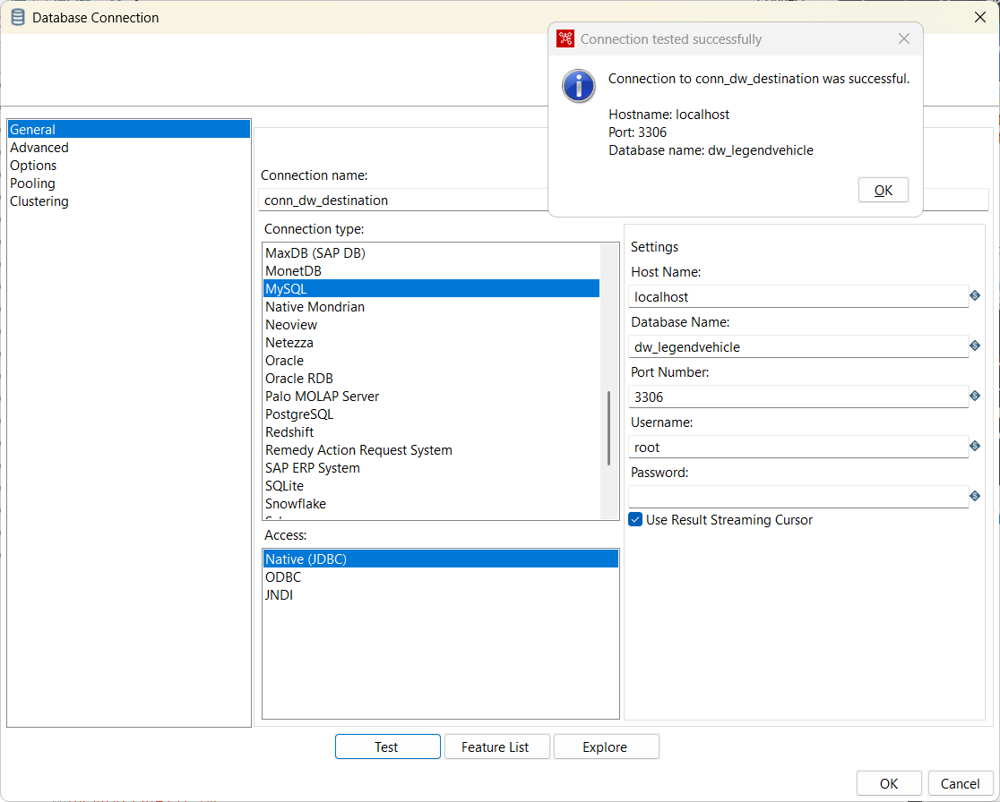 Database Connection
Connection tested successfully
Connection to conn_dw_destination was successful.
Hostname: localhost
Port: 3306
Database name: dw_legendvehicle
OK
General
Advanced
Options
Pooling
Clustering
Connection name:
conn_dw_destination
Connection type:
MaxDB (SAP DB)
MonetDB
MySQL
Native Mondrian
Neoview
Netezza
Oracle
Oracle RDB
Palo MOLAP Server
PostgreSQL
Redshift
Remedy Action Request System
SAP ERP System
SQLite
Snowflake
Access:
Native (JDBC)
ODBC
JNDI
Settings
Host Name:
localhost
Database Name:
dw_legendvehicle
Port Number:
3306
Username:
root
Password:
Use Result Streaming Cursor
Test
Feature List
Explore
OK
Cancel